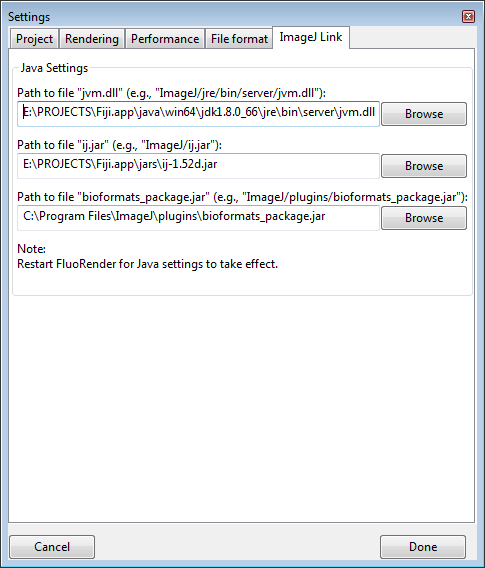 Settings
Project Rendering Performance File format ImageJ Link
Java Settings
Path to file "jvm.dll" (e.g., "ImageJ/jre/bin/server/jvm.dll"):
E:\PROJECTS\Fiji.app\java\win64\jdk1.8.0_66\jre\bin\server\jvm.dll Browse
Path to file "ij.jar" (e.g., "ImageJ/ij.jar"):
E:\PROJECTS\Fiji.app\jars\ij-1.52d.jar Browse
Path to file "bioformats_package.jar" (e.g., "ImageJ/plugins/bioformats_package.jar"):
C:\Program Files\ImageJ\plugins\bioformats_package.jar Browse
Note:
Restart FluoRender for Java settings to take effect.
Cancel Done